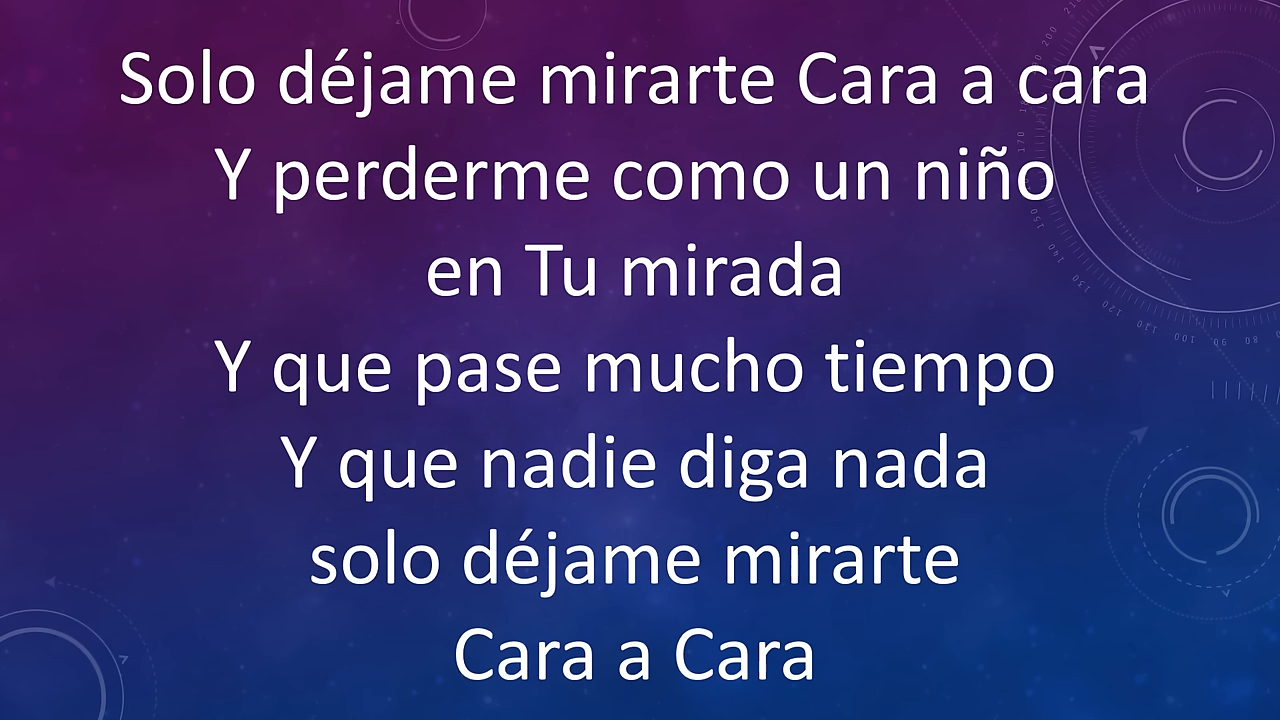 Solo déjame mirarte Cara a cara
Y perderme como un niño
en Tu mirada
Y que pase mucho tiempo
Y que nadie diga nada
solo déjame mirarte
Cara a Cara